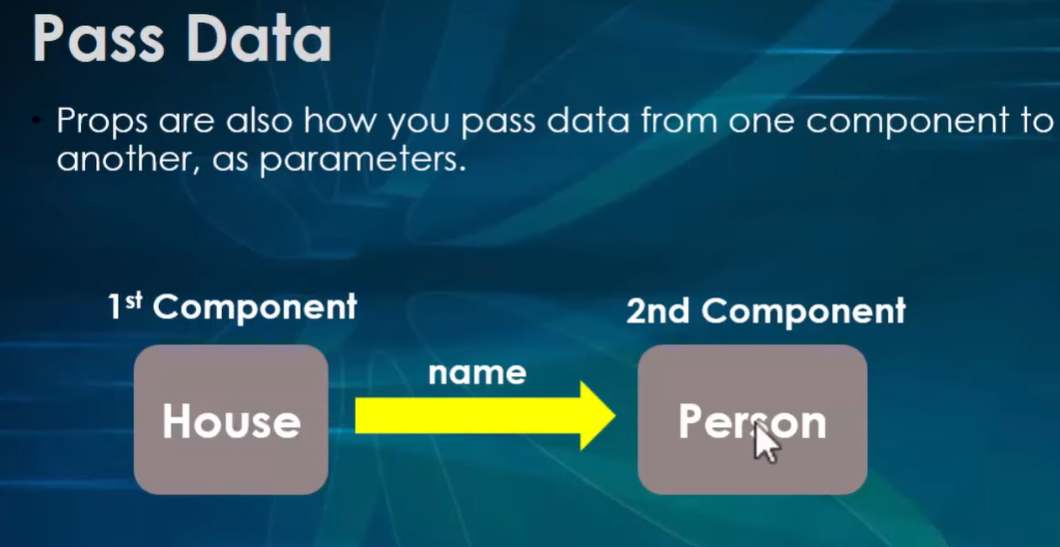 Pass Data
• Props are also how you pass data from one component to
another, as parameters.
1st Component
2nd Component
name
House
Person